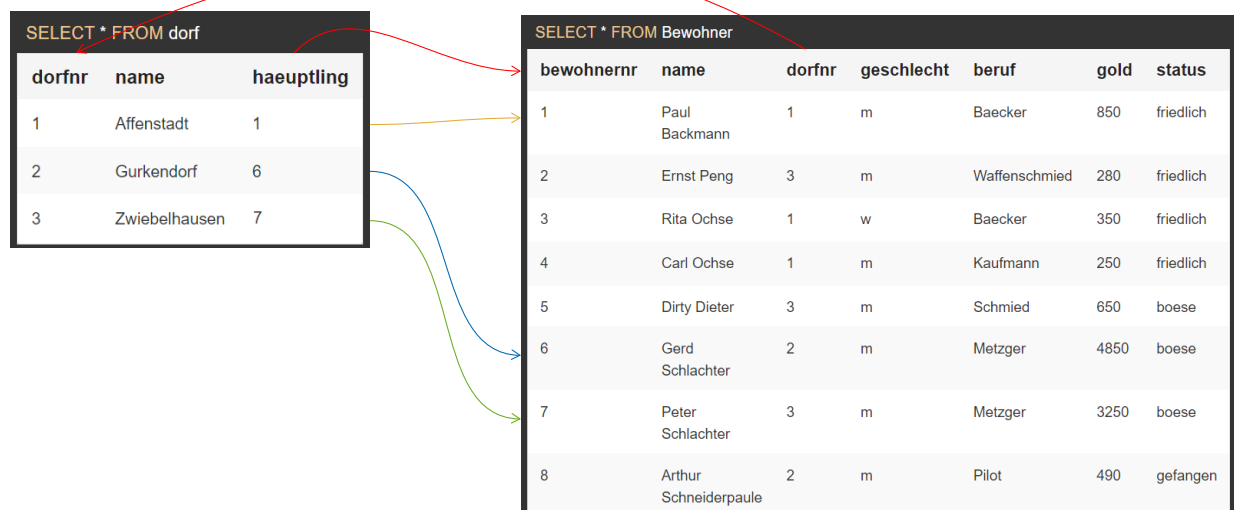 SELECT * FROM dorf
dorfnr name haeuptling
1 Affenstadt 1
2 Gurkendorf 6
3 Zwiebelhausen 7
SELECT * FROM Bewohner
bewohnernr name dorfnr geschlecht beruf gold status
1 Paul Backmann 1 m Baecker 850 friedlich
2 Ernst Peng 3 m Waffenschmied 280 friedlich
3 Rita Ochse 1 w Baecker 350 friedlich
4 Carl Ochse 1 m Kaufmann 250 friedlich
5 Dirty Dieter 3 m Schmied 650 boese
6 Gerd Schlachter 2 m Metzger 4850 boese
7 Peter Schlachter 3 m Metzger 3250 boese
8 Arthur Schneiderpaule 2 m Pilot 490 gefangen